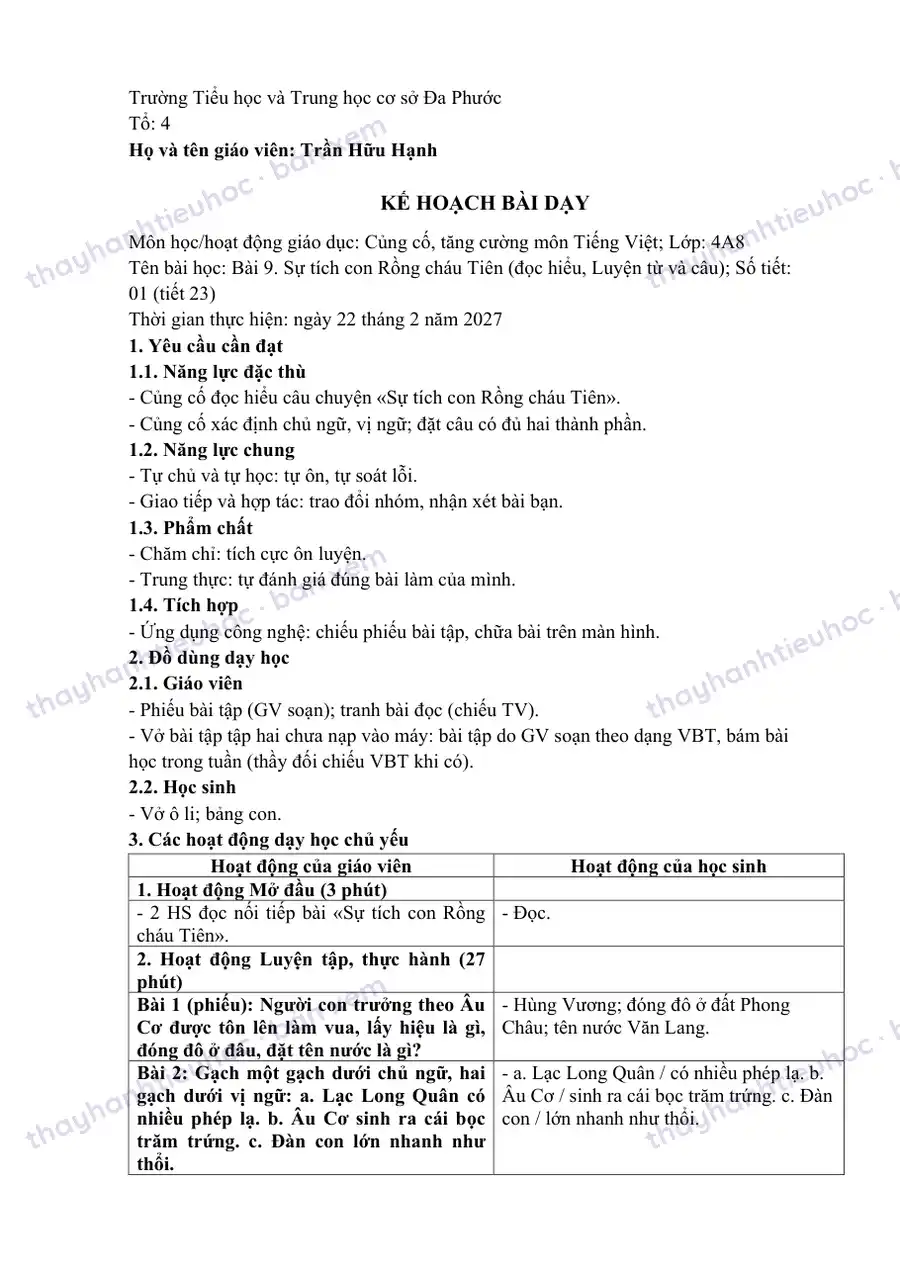 Trường Tiểu học và Trung học cơ sở Đa Phước
Tổ: 4
Họ và tên giáo viên: Trần Hữu Hạnh
KẾ HOẠCH BÀI DẠY
Môn học/hoạt động giáo dục: Củng cố, tăng cường môn Tiếng Việt; Lớp: 4A8
Tên bài học: Bài 9. Sự tích con Rồng cháu Tiên (đọc hiểu, Luyện từ và câu); Số tiết:
01 (tiết 23)
Thời gian thực hiện: ngày 22 tháng 2 năm 2027
1. Yêu cầu cần đạt
1.1. Năng lực đặc thù
- Củng cố đọc hiểu câu chuyện «Sự tích con Rồng cháu Tiên».
- Củng cố xác định chủ ngữ, vị ngữ; đặt câu có đủ hai thành phần.
1.2. Năng lực chung
- Tự chủ và tự học: tự ôn, tự soát lỗi.
- Giao tiếp và hợp tác: trao đổi nhóm, nhận xét bài bạn.
1.3. Phẩm chất
- Chăm chỉ: tích cực ôn luyện.
- Trung thực: tự đánh giá đúng bài làm của mình.
1.4. Tích hợp
- Ứng dụng công nghệ: chiếu phiếu bài tập, chữa bài trên màn hình.
2. Đồ dùng dạy học
2.1. Giáo viên
- Phiếu bài tập (GV soạn); tranh bài đọc (chiếu TV).
- Vở bài tập tập hai chưa nạp vào máy: bài tập do GV soạn theo dạng VBT, bám bài
học trong tuần (thầy đối chiếu VBT khi có).
2.2. Học sinh
- Vở ô li; bảng con.
3. Các hoạt động dạy học chủ yếu
Hoạt động của giáo viên
Hoạt động của học sinh
1. Hoạt động Mở đầu (3 phút)
- 2 HS đọc nối tiếp bài «Sự tích con Rồng
cháu Tiên».
- Đọc.
2. Hoạt động Luyện tập, thực hành (27
phút)
Bài 1 (phiếu): Người con trưởng theo Âu
Cơ được tôn lên làm vua, lấy hiệu là gì,
đóng đô ở đâu, đặt tên nước là gì?
- Hùng Vương; đóng đô ở đất Phong
Châu; tên nước Văn Lang.
Bài 2: Gạch một gạch dưới chủ ngữ, hai
gạch dưới vị ngữ: a. Lạc Long Quân có
nhiều phép lạ. b. Âu Cơ sinh ra cái bọc
trăm trứng. c. Đàn con lớn nhanh như
thổi.
- a. Lạc Long Quân / có nhiều phép lạ. b.
Âu Cơ / sinh ra cái bọc trăm trứng. c. Đàn
con / lớn nhanh như thổi.
thayhanhtieuhoc · bản xem
thayhanhtieuhoc · b
thayhanhtieuhoc · bản xem
thayhanhtieuhoc · b
thayhanhtieuhoc · bản xem
thayhanhtieuhoc · b